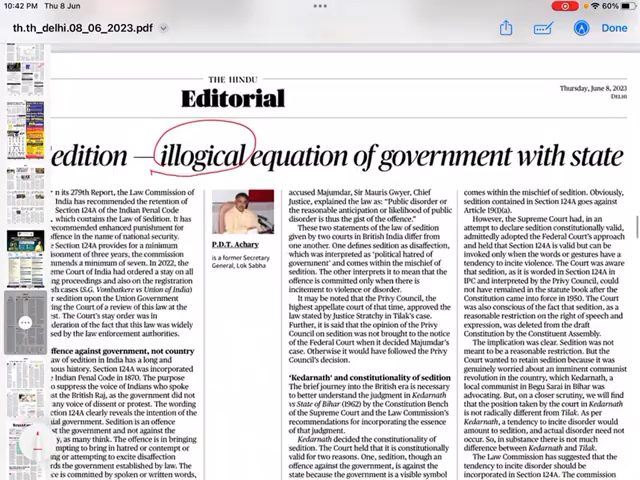 10:42 PM Thu 8 Jun
60%
th.th_delhi.08_06_2023.pdf
Done
THE HINDU
Editorial
Thursday, June 8, 2023
DELHI
edition — illogical equation of government with state
n its 279th Report, the Law Commission of
India has recommended the retention of
Section 124A of the Indian Penal Code
, which contains the Law of Sedition. It has
recommended enhanced punishment for
offence in the name of national security.
Section 124A provides for a minimum
isonment of three years, the commission
mmends a minimum of seven. In 2022, the
me Court of India had ordered a stay on all
ng proceedings and also on the registration
sh cases (S.G. Vombatkere vs Union of India)
r sedition upon the Union Government
ring the Court of a review of this law at the
st. The Court's stay order was in
ideration of the fact that this law was widely
sed by the law enforcement authorities.
ffence against government, not country
aw of sedition in India has a long and
ous history. Section 124A was incorporated
e Indian Penal Code in 1870. The purpose
o suppress the voice of Indians who spoke
st the British Raj, as the government did not
any voice of dissent or protest. The wording
ction 124A clearly reveals the intention of the
nial government. Sedition is an offence
st the government and not against the
y, as many think. The offence is in bringing
mpting to bring in hatred or contempt or
ng or attempting to excite disaffection
rds the government established by law. The
ce is committed by spoken or written words,
P.D.T. Achary
is a former Secretary
General, Lok Sabha
accused Majumdar, Sir Mauris Gwyer, Chief
Justice, explained the law as: "Public disorder or
the reasonable anticipation or likelihood of public
disorder is thus the gist of the offence."
These two statements of the law of sedition
given by two courts in British India differ from
one another. One defines sedition as disaffection,
which was interpreted as 'political hatred of
government' and comes within the mischief of
sedition. The other interprets it to mean that the
offence is committed only when there is
incitement to violence or disorder.
It may be noted that the Privy Council, the
highest appellate court of that time, approved the
law stated by Justice Stratchy in Tilak's case.
Further, it is said that the opinion of the Privy
Council on sedition was not brought to the notice
of the Federal Court when it decided Majumdar's
case. Otherwise it would have followed the Privy
Council's decision.
'Kedarnath' and constitutionality of sedition
The brief journey into the British era is necessary
to better understand the judgment in Kedarnath
vs State of Bihar (1962) by the Constitution Bench
of the Supreme Court and the Law Commission's
recommendations for incorporating the essence
of that judgment.
Kedarnath decided the constitutionality of
sedition. The Court held that it is constitutionally
valid for two reasons. One, sedition, though an
offence against the government, is against the
state because the government is a visible symbol
comes within the mischief of sedition. Obviously,
sedition contained in Section 124A goes against
Article 19(1)(a).
However, the Supreme Court had, in an
attempt to declare sedition constitutionally valid,
admittedly adopted the Federal Court's approach
and held that Section 124A is valid but can be
invoked only when the words or gestures have a
tendency to incite violence. The Court was aware
that sedition, as it is worded in Section 124A in
IPC and interpreted by the Privy Council, could
not have remained in the statute book after the
Constitution came into force in 1950. The Court
was also conscious of the fact that sedition, as a
reasonable restriction on the right of speech and
expression, was deleted from the draft
Constitution by the Constituent Assembly.
The implication was clear. Sedition was not
meant to be a reasonable restriction. But the
Court wanted to retain sedition because it was
genuinely worried about an imminent communist
revolution in the country, which Kedarnath, a
local communist in Begu Sarai in Bihar was
advocating. But, on a closer scrutiny, we will find
that the position taken by the court in Kedarnath
is not radically different from Tilak. As per
Kedarnath, a tendency to incite disorder would
amount to sedition, and actual disorder need not
occur. So, in substance there is not much
difference between Kedarnath and Tilak.
The Law Commission has suggested that the
tendency to incite disorder should be
incorporated in Section 124A. The commission